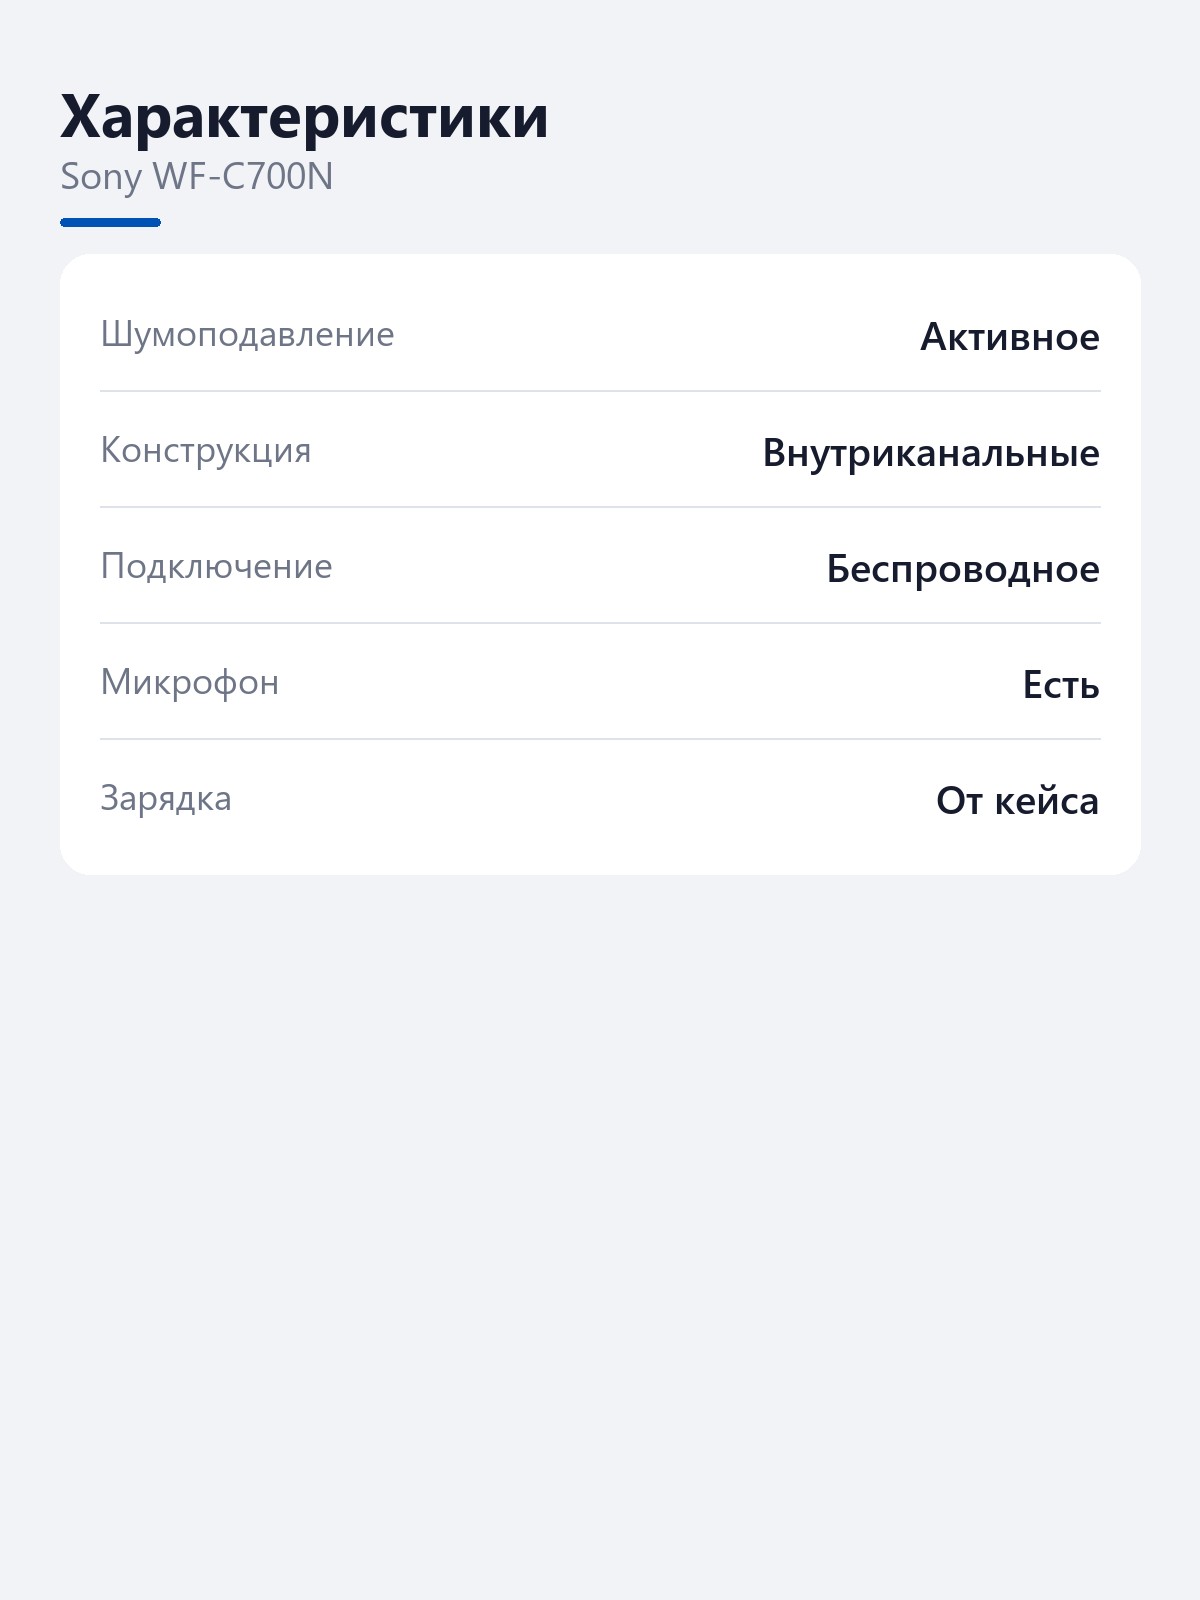 Характеристики
Sony WF-C700N
Шумоподавление Активное
Конструкция Внутриканальные
Подключение Беспроводное
Микрофон Есть
Зарядка От кейса